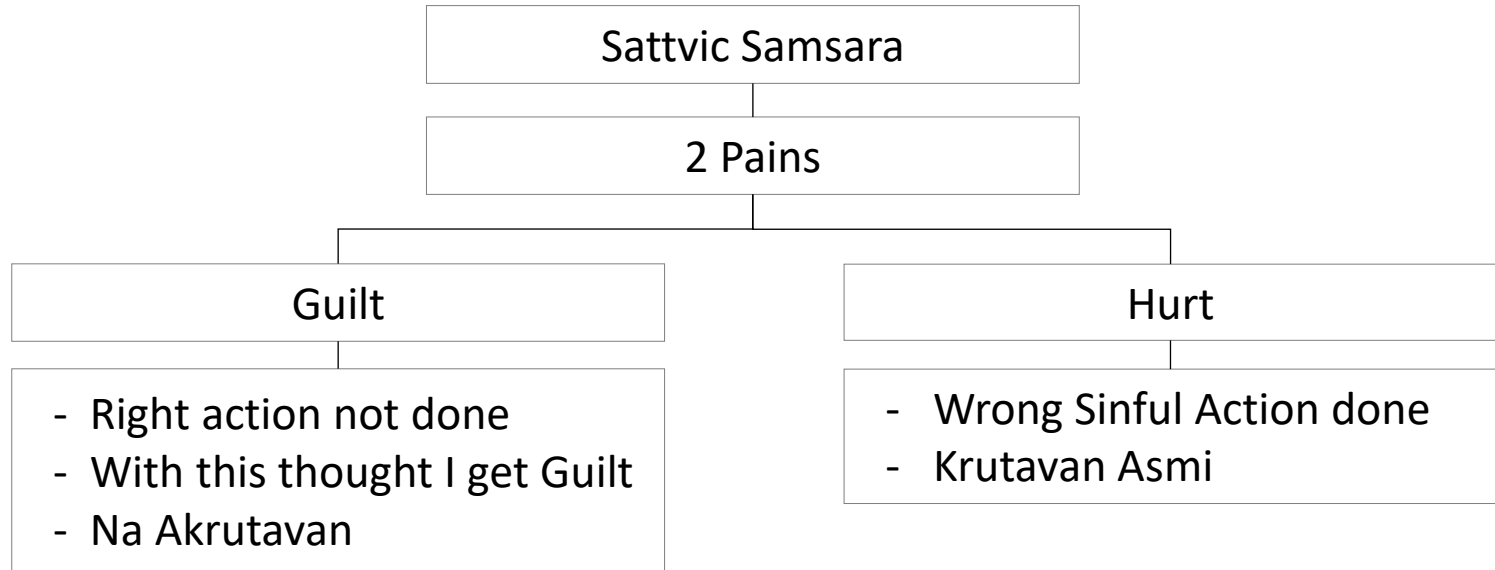 Sattvic Samsara
2 Pains
Guilt
- Right action not done
- With this thought I get Guilt
- Na Akrutavan
Hurt
- Wrong Sinful Action done
- Krutavan Asmi